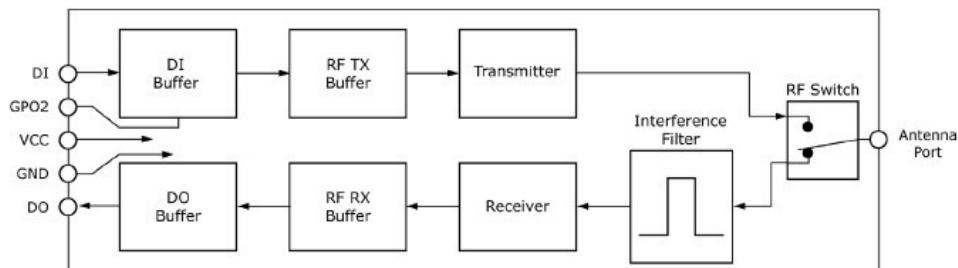 DI
GPO2
VCC
GND
DO
DI
Buffer
RF TX
Buffer
Transmitter
RF Switch
Antenna
Port
Interference
Filter
DO
Buffer
RF RX
Buffer
Receiver